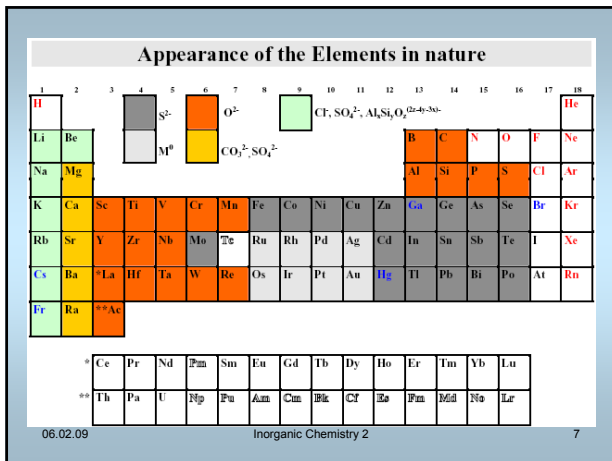 Appearance of the Elements in nature
1 2 3 4 5 6 7 8 9 10 11 12 13 14 15 16 17 18
H He
S²⁻ O²⁻ Cl⁻, SO₄²⁻, AlₓSiᵧO_z^(2z-4y-3x)-
Li Be B C N O F Ne
M⁰ CO₃²⁻, SO₄²⁻
Na Mg Al Si P S Cl Ar
K Ca Sc Ti V Cr Mn Fe Co Ni Cu Zn Ga Ge As Se Br Kr
Rb Sr Y Zr Nb Mo Tc Ru Rh Pd Ag Cd In Sn Sb Te I Xe
Cs Ba *La Hf Ta W Re Os Ir Pt Au Hg Tl Pb Bi Po At Rn
Fr Ra **Ac
* Ce Pr Nd Pm Sm Eu Gd Tb Dy Ho Er Tm Yb Lu
** Th Pa U Np Pu Am Cm Bk Cf Es Fm Md No Lr
06.02.09 Inorganic Chemistry 2 7